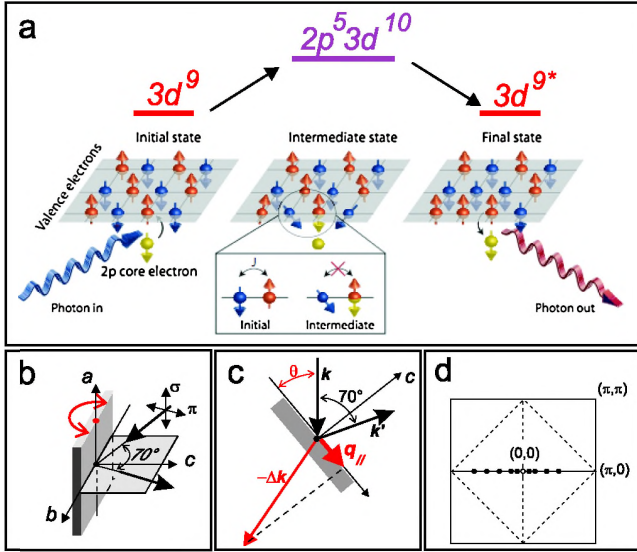 a
2p⁵3d¹⁰
3d⁹
3d⁹*
Initial state
Intermediate state
Final state
Valence electrons
2p core electron
Photon in
J
Initial
Intermediate
Photon out
b
a
σ
π
70°
c
b
c
θ
k
c
70°
k'
q//
-Δk
d
(π,π)
(0,0)
(π,0)